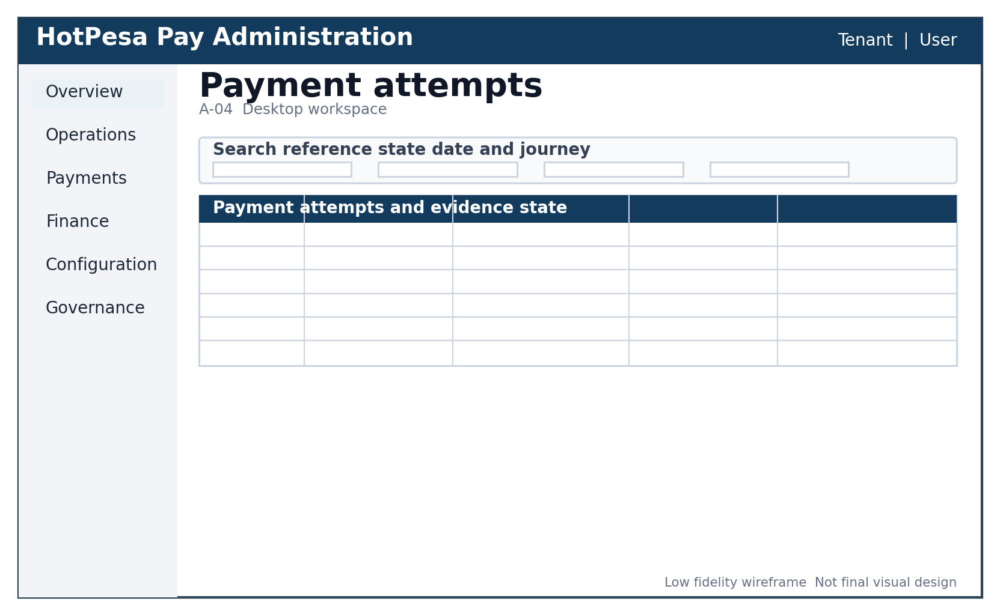 HotPesa Pay Administration
Tenant | User
Overview
Operations
Payments
Finance
Configuration
Governance
Payment attempts
A-04 Desktop workspace
Search reference state date and journey
Payment attempts and evidence state
Low fidelity wireframe Not final visual design